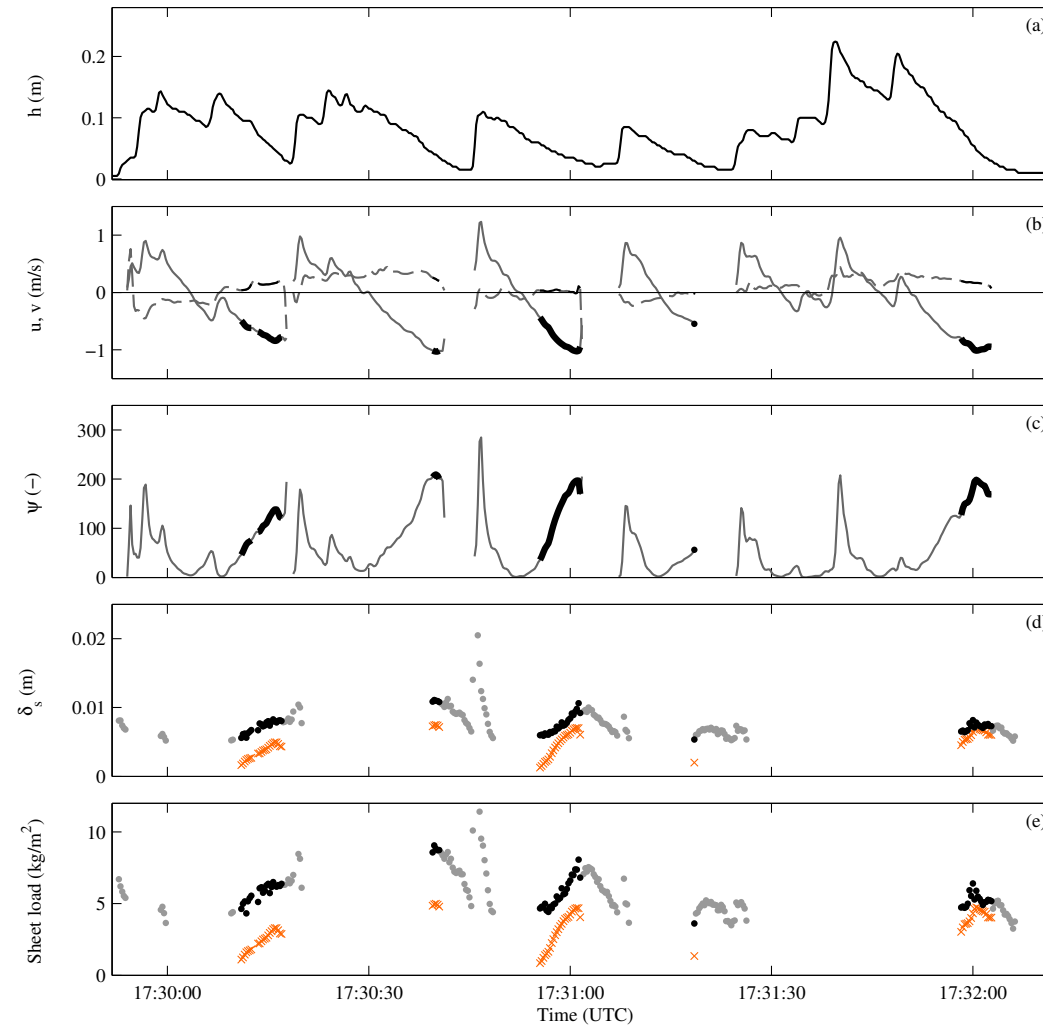 (a)
h (m)
0.2
0.1
0
(b)
u, v (m/s)
1
0
−1
(c)
ψ (−)
300
200
100
0
(d)
δs (m)
0.02
0.01
0
(e)
Sheet load (kg/m2)
10
5
0
17:30:00 17:30:30 17:31:00 17:31:30 17:32:00
Time (UTC)